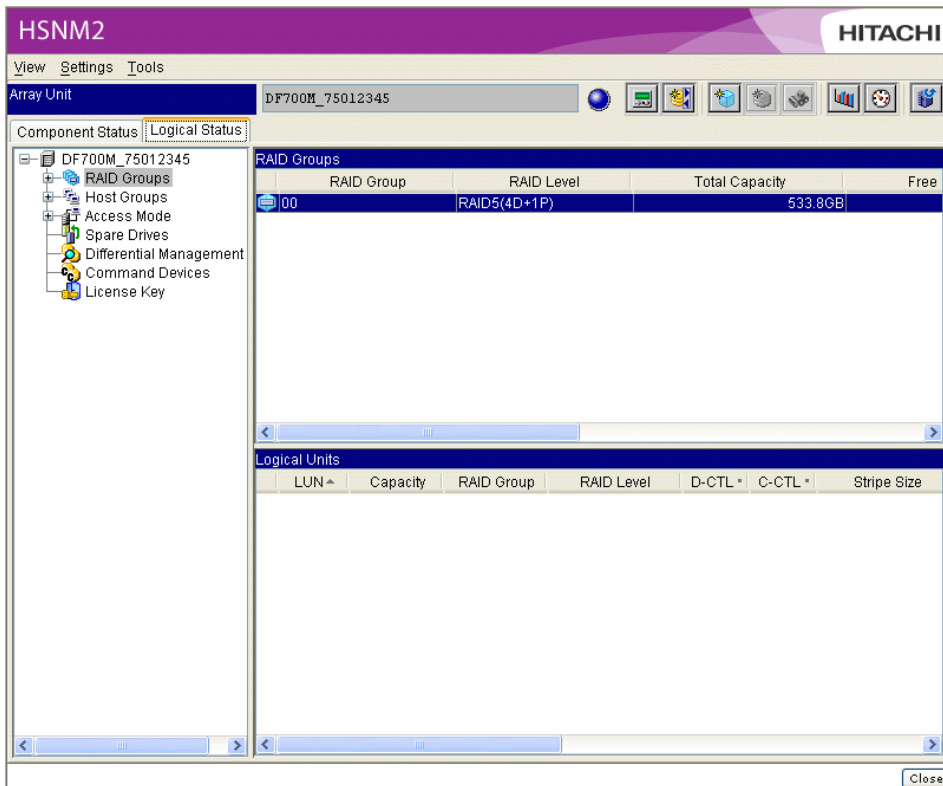 HSNM2
HITACHI
View Settings Tools
Array Unit
DF700M_75012345
Component Status Logical Status
DF700M_75012345
RAID Groups
Host Groups
Access Mode
Spare Drives
Differential Management
Command Devices
License Key
RAID Groups
RAID Group RAID Level Total Capacity Free
00 RAID5(4D+1P) 533.8GB
Logical Units
LUN Capacity RAID Group RAID Level D-CTL * C-CTL * Stripe Size
Close